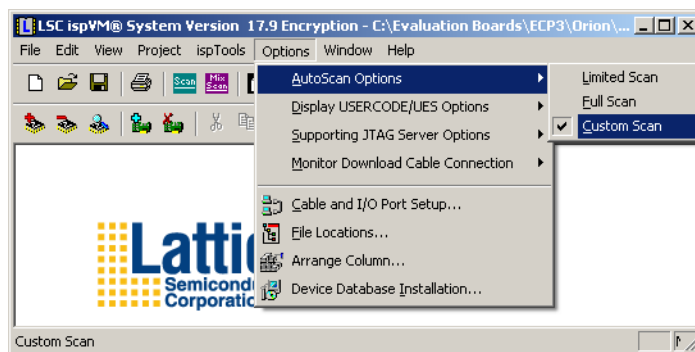 LSC ispVM® System Version 17.9 Encryption - C:\Evaluation Boards\ECP3\Orion\...
File Edit View Project ispTools Options Window Help
Scan Mix Scan
AutoScan Options
Limited Scan
Display USERCODE/UES Options
Full Scan
Supporting JTAG Server Options
Custom Scan
Monitor Download Cable Connection
Cable and I/O Port Setup...
File Locations...
Arrange Column...
Device Database Installation...
Lattic
Semicondu
Corporatio
Custom Scan